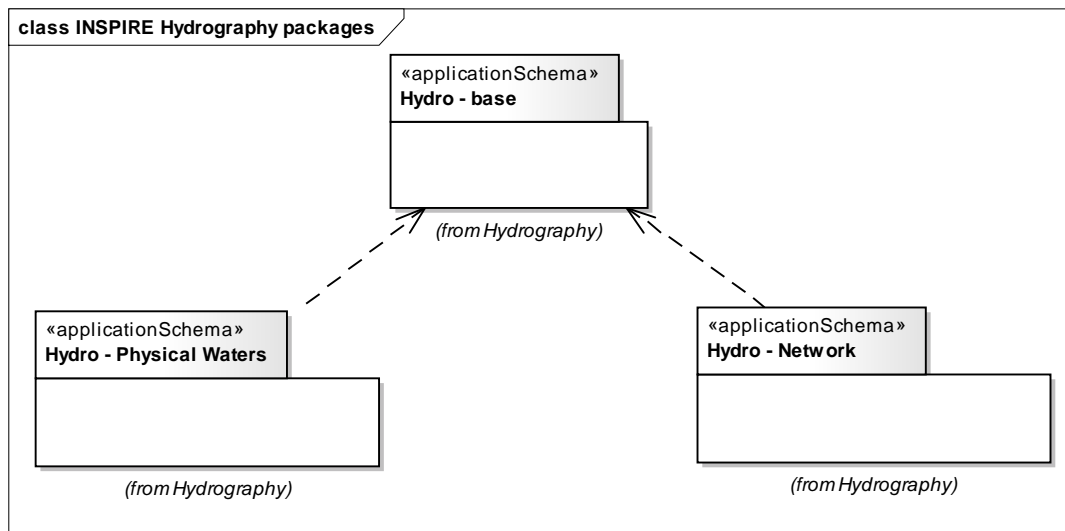 class INSPIRE Hydrography packages
«applicationSchema»
Hydro - base
(from Hydrography)
«applicationSchema»
Hydro - Physical Waters
(from Hydrography)
«applicationSchema»
Hydro - Network
(from Hydrography)